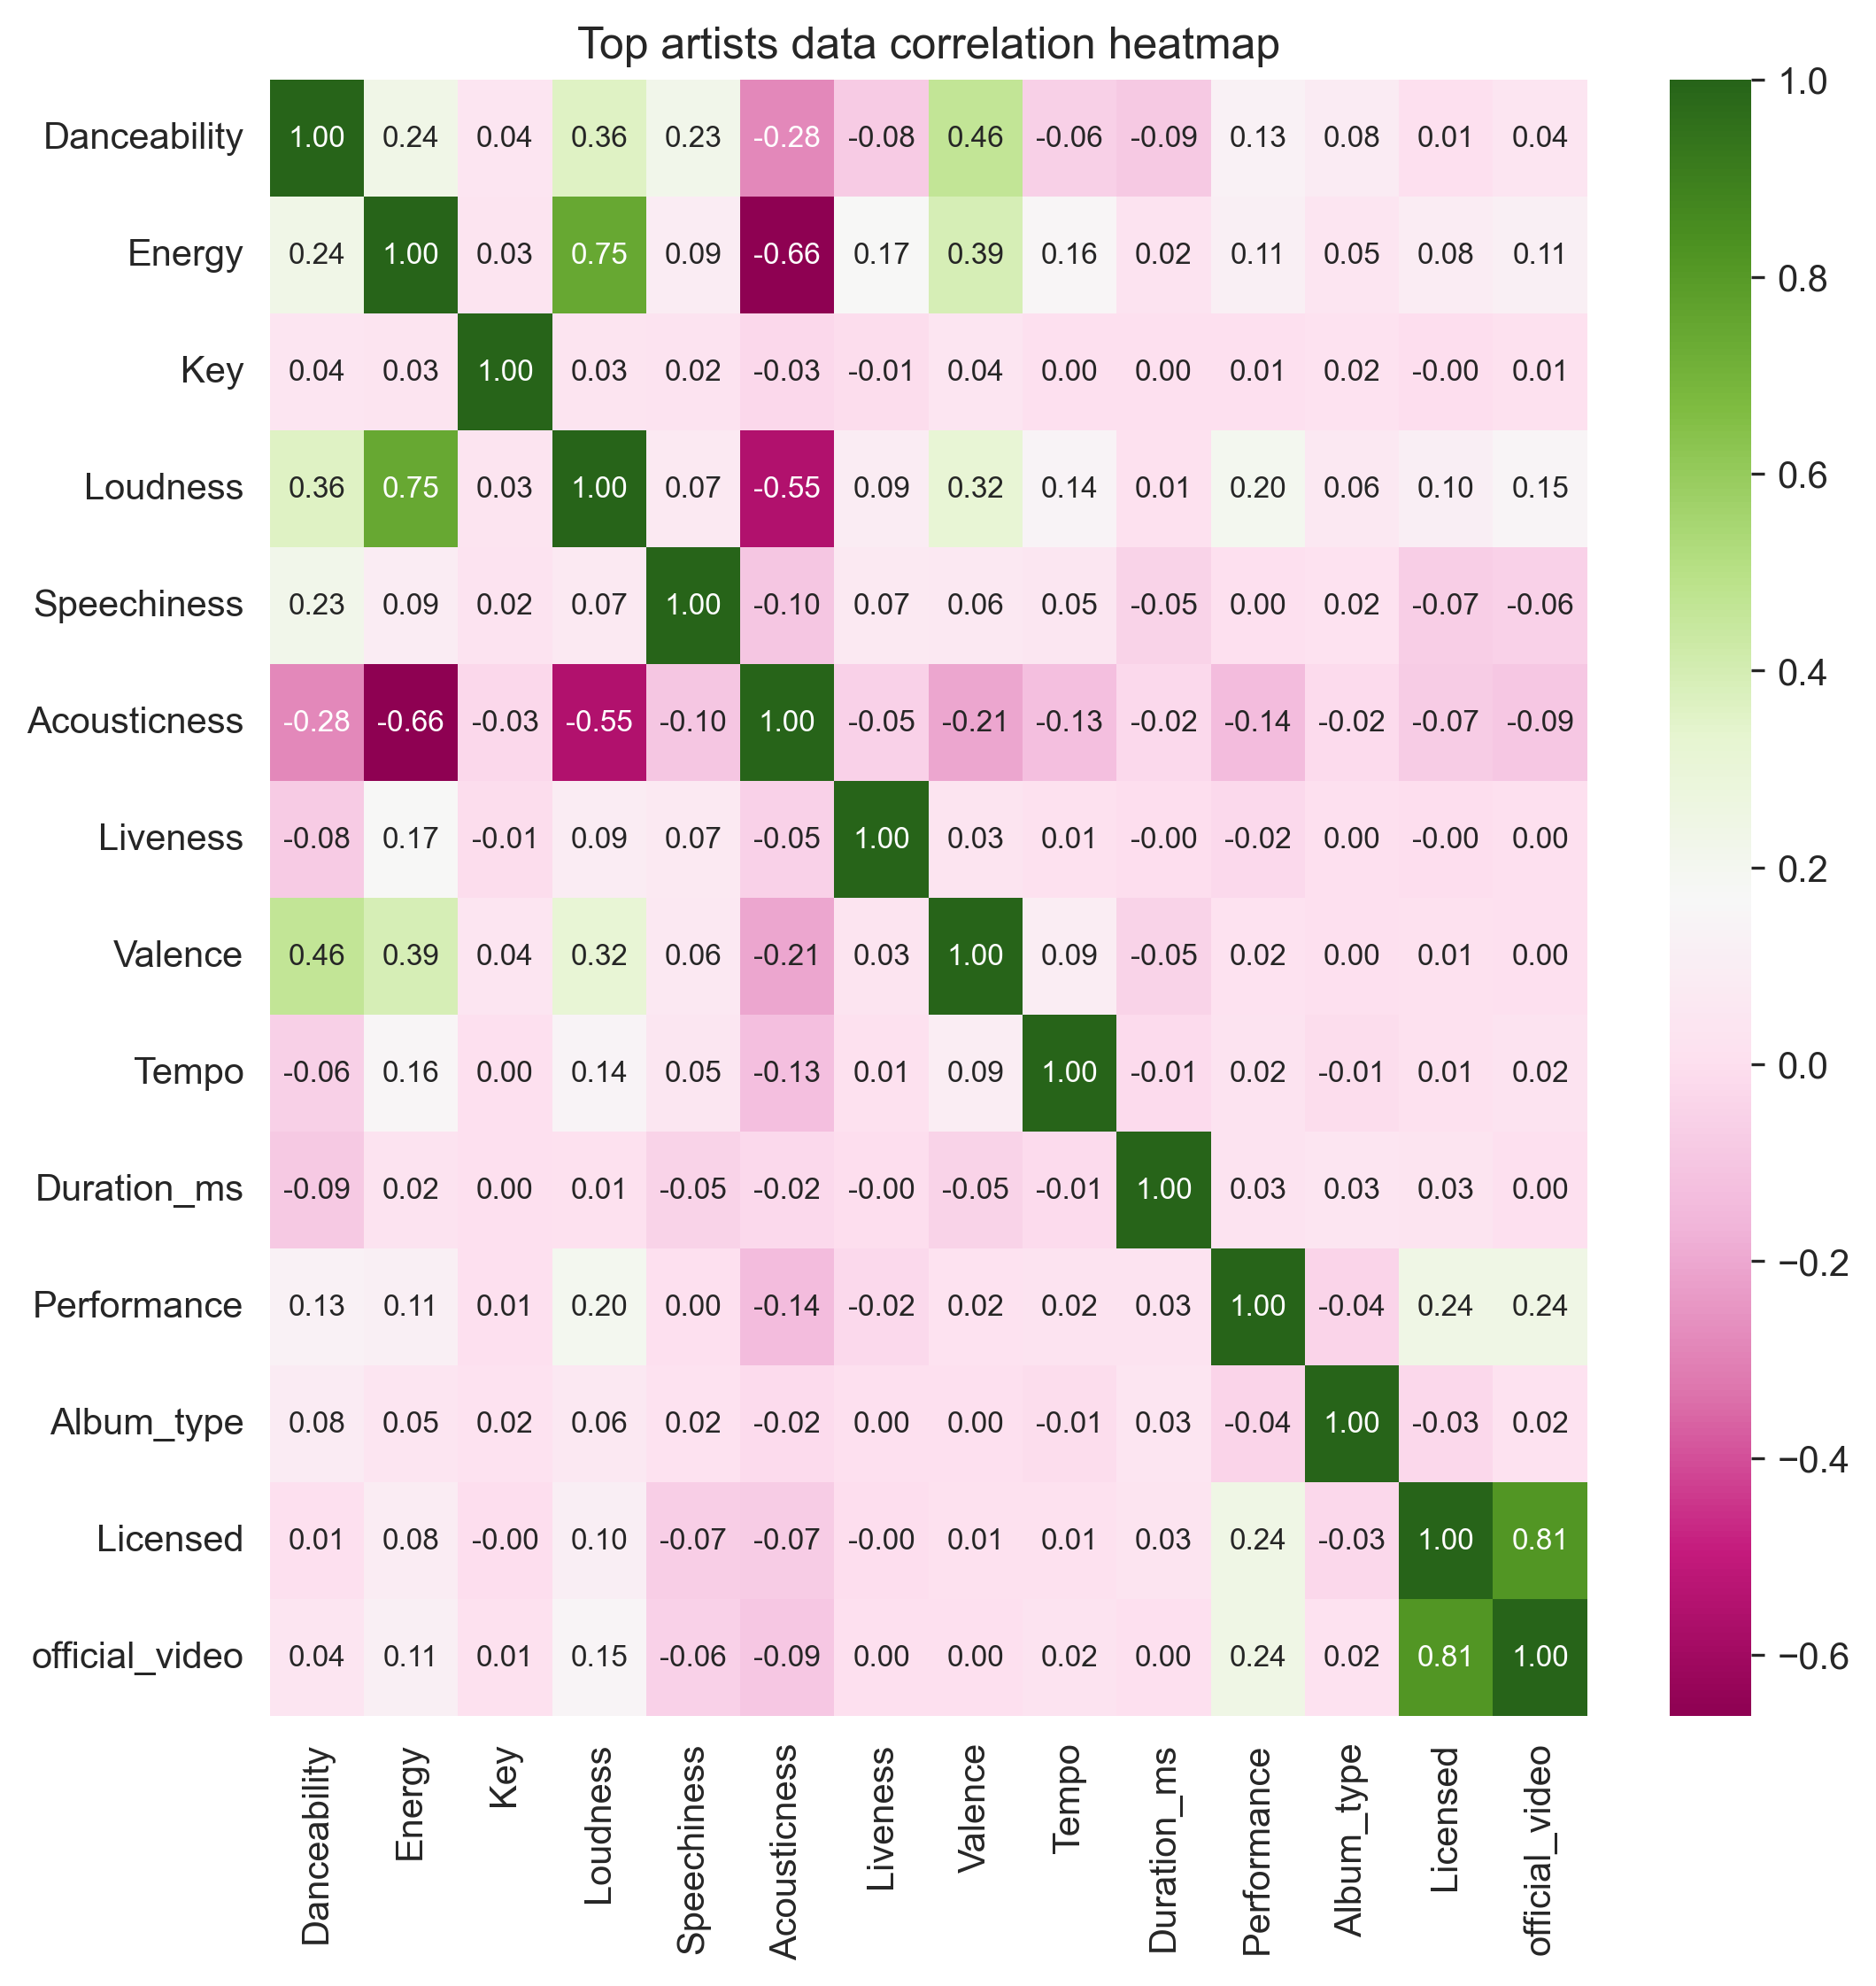 Top artists data correlation heatmap
Danceability 1.00 0.24 0.04 0.36 0.23 -0.28 -0.08 0.46 -0.06 -0.09 0.13 0.08 0.01 0.04
Energy 0.24 1.00 0.03 0.75 0.09 -0.66 0.17 0.39 0.16 0.02 0.11 0.05 0.08 0.11
Key 0.04 0.03 1.00 0.03 0.02 -0.03 -0.01 0.04 0.00 0.00 0.01 0.02 -0.00 0.01
Loudness 0.36 0.75 0.03 1.00 0.07 -0.55 0.09 0.32 0.14 0.01 0.20 0.06 0.10 0.15
Speechiness 0.23 0.09 0.02 0.07 1.00 -0.10 0.07 0.06 0.05 -0.05 0.00 0.02 -0.07 -0.06
Acousticness -0.28 -0.66 -0.03 -0.55 -0.10 1.00 -0.05 -0.21 -0.13 -0.02 -0.14 -0.02 -0.07 -0.09
Liveness -0.08 0.17 -0.01 0.09 0.07 -0.05 1.00 0.03 0.01 -0.00 -0.02 0.00 -0.00 0.00
Valence 0.46 0.39 0.04 0.32 0.06 -0.21 0.03 1.00 0.09 -0.05 0.02 0.00 0.01 0.00
Tempo -0.06 0.16 0.00 0.14 0.05 -0.13 0.01 0.09 1.00 -0.01 0.02 -0.01 0.01 0.02
Duration_ms -0.09 0.02 0.00 0.01 -0.05 -0.02 -0.00 -0.05 -0.01 1.00 0.03 0.03 0.03 0.00
Performance 0.13 0.11 0.01 0.20 0.00 -0.14 -0.02 0.02 0.02 0.03 1.00 -0.04 0.24 0.24
Album_type 0.08 0.05 0.02 0.06 0.02 -0.02 0.00 0.00 -0.01 0.03 -0.04 1.00 -0.03 0.02
Licensed 0.01 0.08 -0.00 0.10 -0.07 -0.07 -0.00 0.01 0.01 0.03 0.24 -0.03 1.00 0.81
official_video 0.04 0.11 0.01 0.15 -0.06 -0.09 0.00 0.00 0.02 0.00 0.24 0.02 0.81 1.00
Danceability
Energy
Key
Loudness
Speechiness
Acousticness
Liveness
Valence
Tempo
Duration_ms
Performance
Album_type
Licensed
official_video
1.0
0.8
0.6
0.4
0.2
0.0
−0.2
−0.4
−0.6